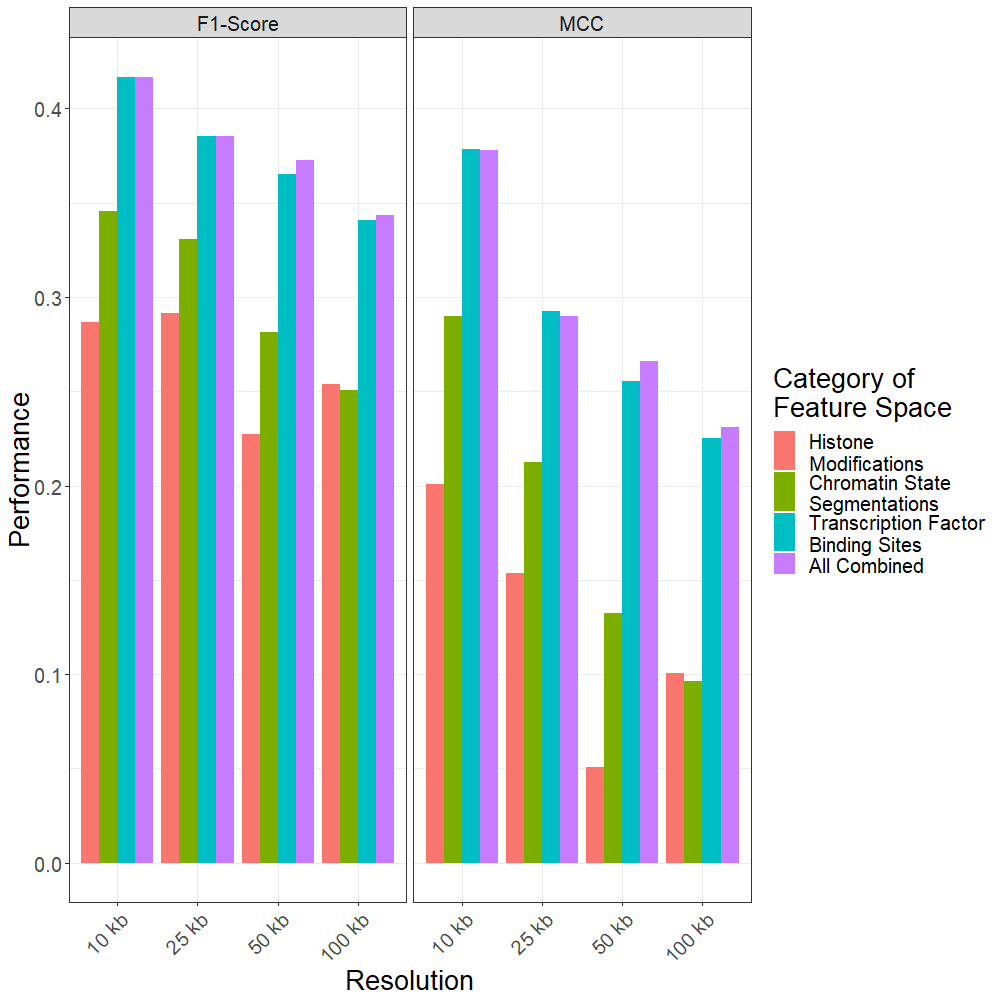 F1-Score
MCC
Performance
0.4
0.3
0.2
0.1
0.0
10 kb
25 kb
50 kb
100 kb
10 kb
25 kb
50 kb
100 kb
Resolution
Category of
Feature Space
Histone
Modifications
Chromatin State
Segmentations
Transcription Factor
Binding Sites
All Combined